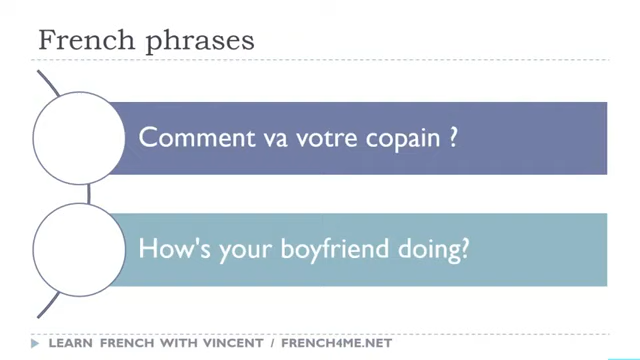 French phrases
Comment va votre copain ?
How's your boyfriend doing?
LEARN FRENCH WITH VINCENT / FRENCH4ME.NET